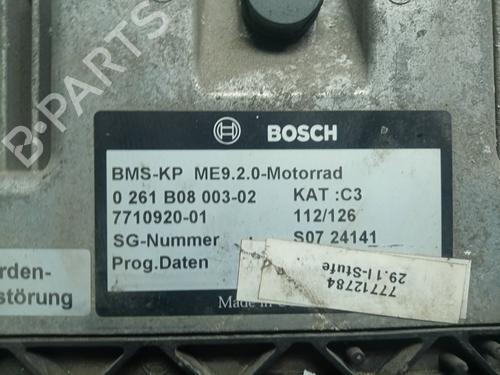 B-PARTS
BOSCH
BMS-KP ME9.2.0-Motorrad
0 261 B08 003-02 KAT :C3
7710920-01 112/126
SG-Nummer S07 24141
Prog.Daten
rden-
störung
77712784
29.1 I-Stufe
Made in